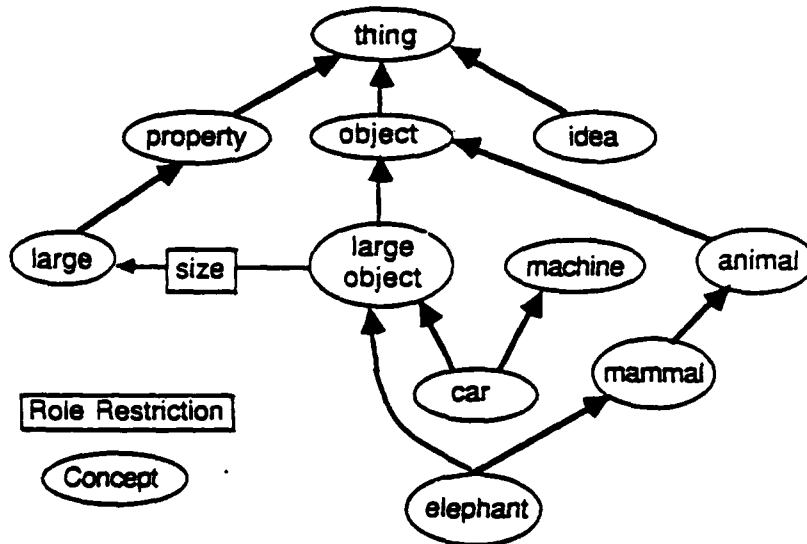 thing
property
object
idea
large
size
large
object
machine
animal
car
mammal
Role Restriction
Concept
elephant